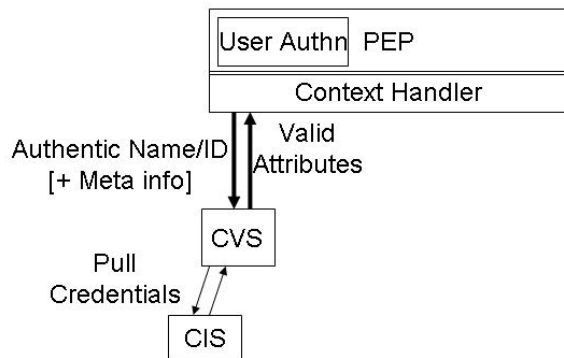 User Authn PEP
Context Handler
Authentic Name/ID
[+ Meta info]
Valid
Attributes
CVS
Pull
Credentials
CIS